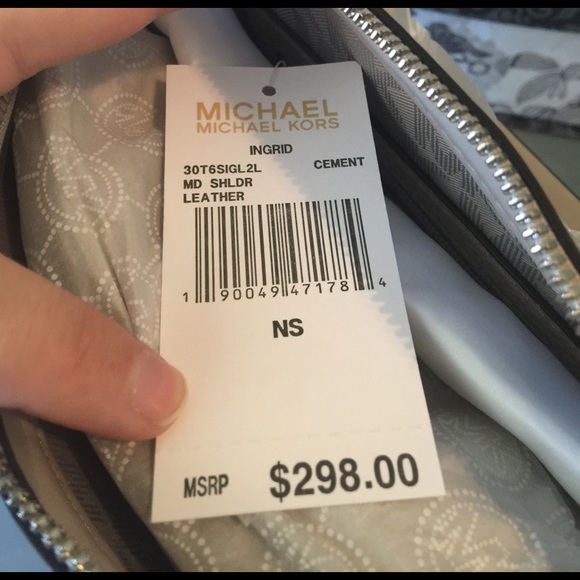 MICHAEL
MICHAEL KORS
INGRID
30T6SIGL2L CEMENT
MD SHLDR
LEATHER
1 90049 47178 4
NS
MSRP $298.00